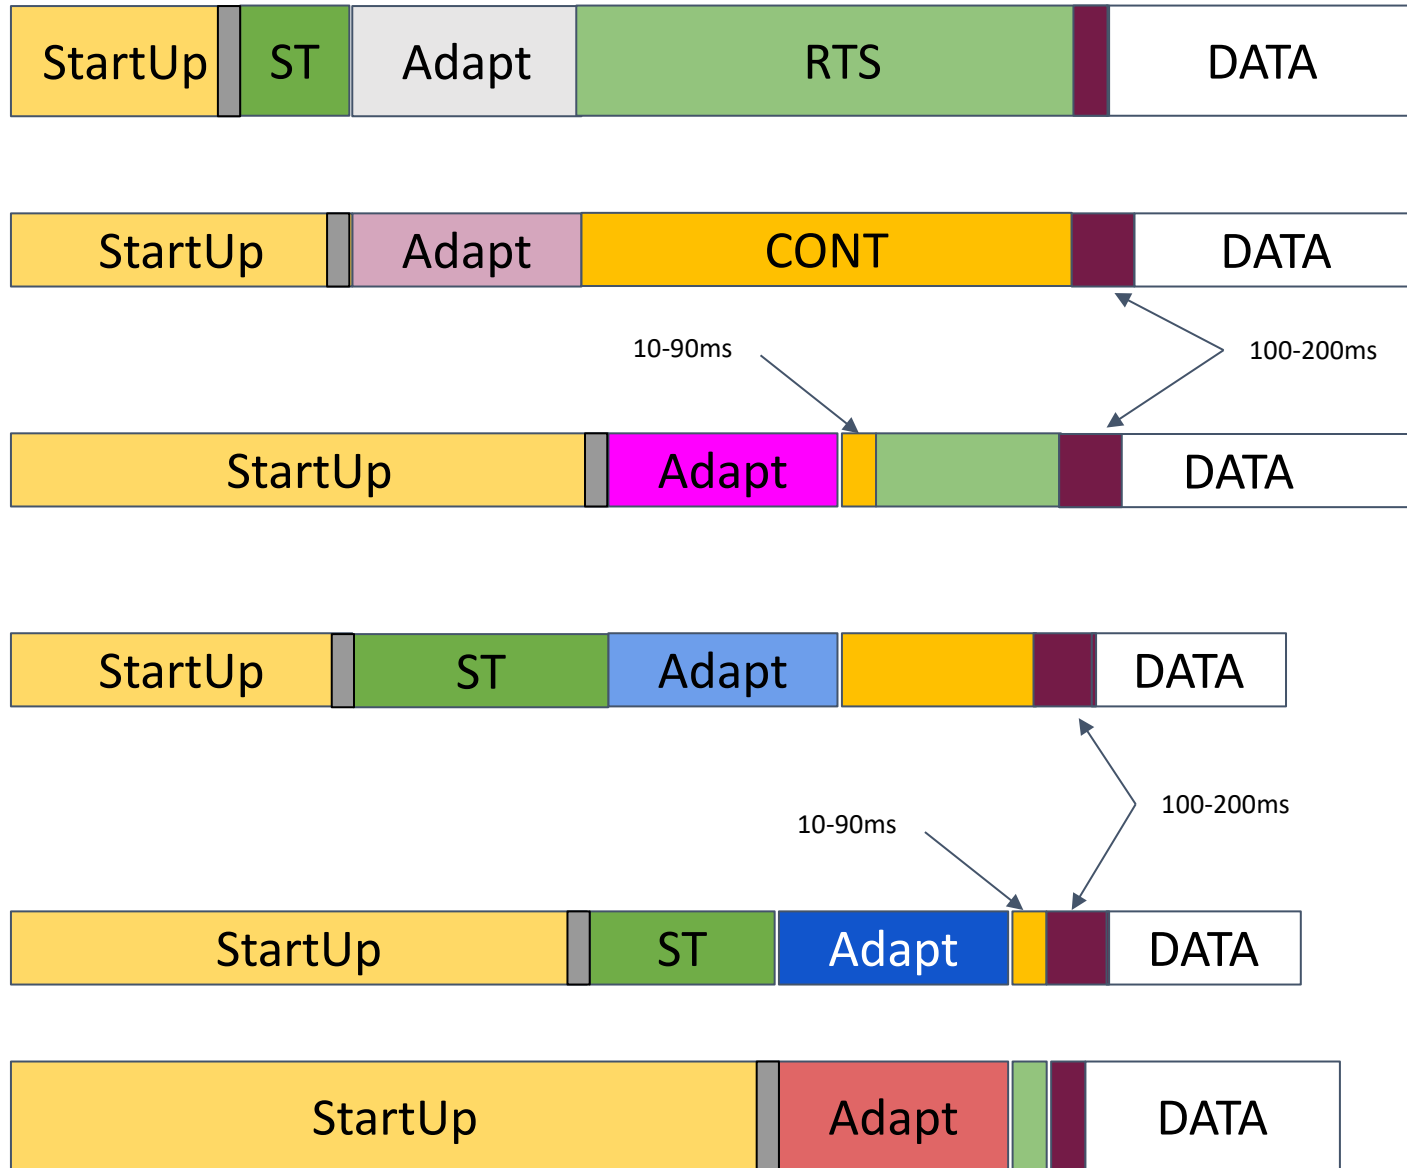 StartUp ST Adapt RTS DATA
StartUp Adapt CONT DATA
10-90ms 100-200ms
StartUp Adapt DATA
StartUp ST Adapt DATA
100-200ms
10-90ms
StartUp ST Adapt DATA
StartUp Adapt DATA